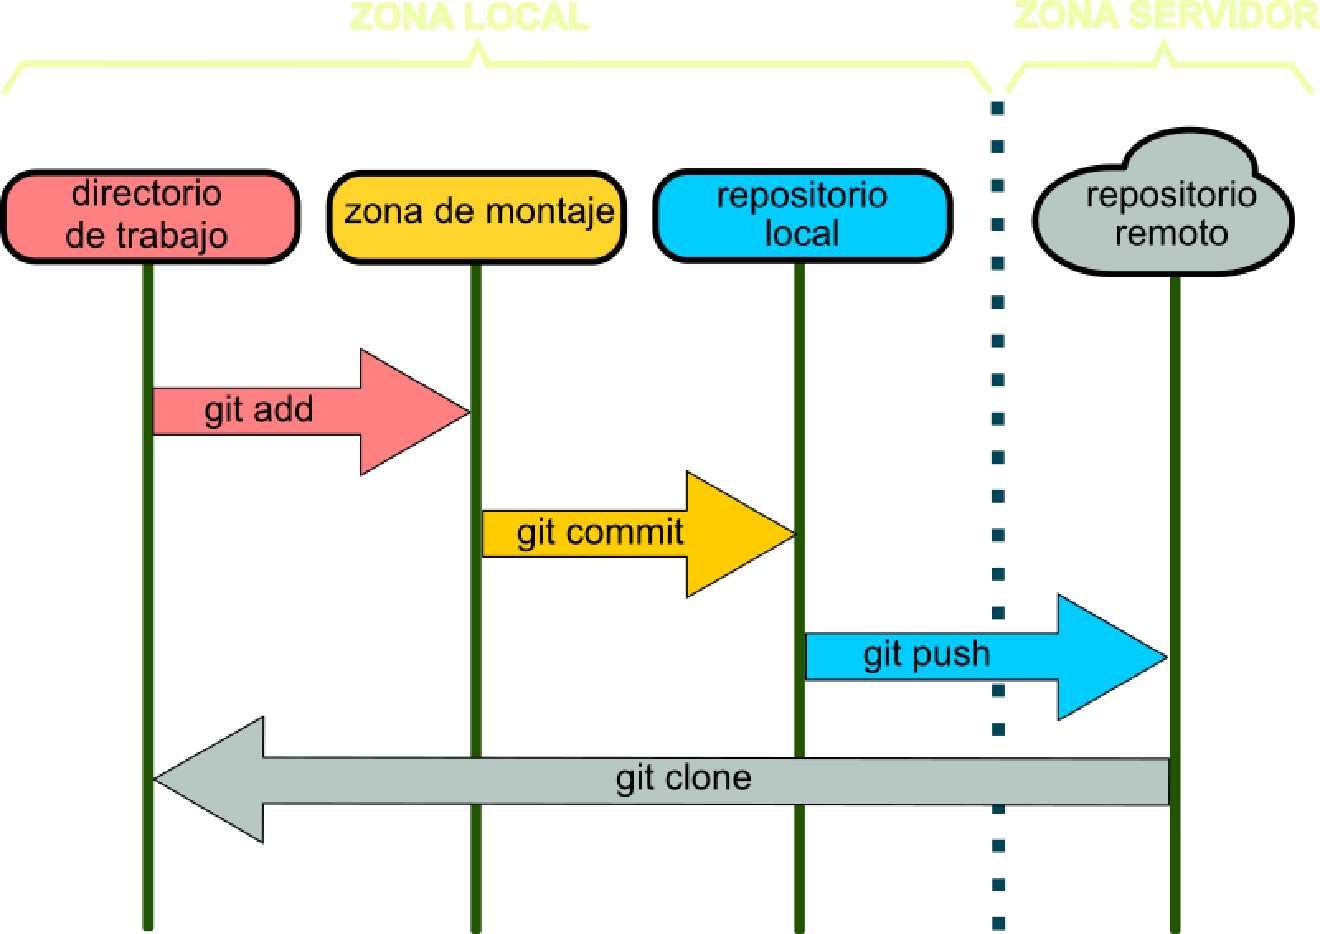 ZONA LOCAL
ZONA SERVIDOR
directorio
de trabajo
zona de montaje
repositorio
local
repositorio
remoto
git add
git commit
git push
git clone